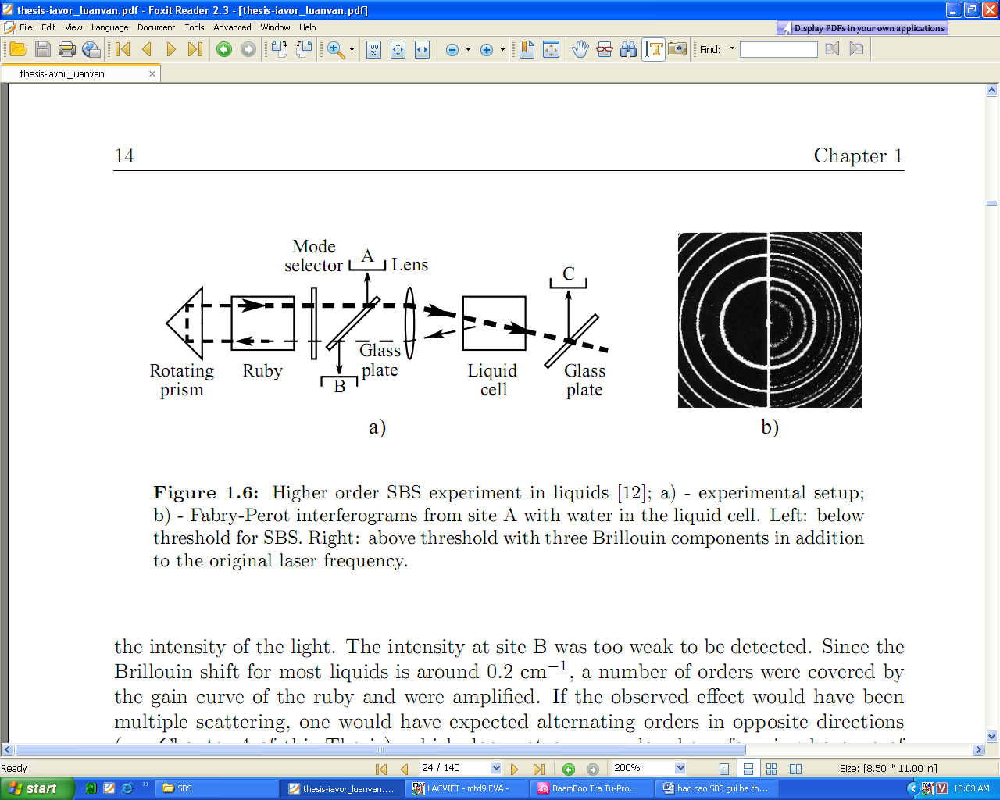 thesis-iavor_luanvan.pdf - Foxit Reader 2.3 - [thesis-iavor_luanvan.pdf]
File Edit View Language Document Tools Advanced Window Help
Display PDFs in your own applications
100 %
T
Find:
thesis-iavor_luanvan
14 Chapter 1
Mode
selector
A
Lens
C
Rotating
prism
Ruby
B
Glass
plate
Liquid
cell
Glass
plate
a)
b)
Figure 1.6: Higher order SBS experiment in liquids [12]; a) - experimental setup;
b) - Fabry-Perot interferograms from site A with water in the liquid cell. Left: below
threshold for SBS. Right: above threshold with three Brillouin components in addition
to the original laser frequency.
the intensity of the light. The intensity at site B was too weak to be detected. Since the
Brillouin shift for most liquids is around 0.2 cm⁻¹, a number of orders were covered by
the gain curve of the ruby and were amplified. If the observed effect would have been
multiple scattering, one would have expected alternating orders in opposite directions
Ready
24 / 140
200%
Size: [8.50 * 11.00 in]
start
SBS
thesis-iavor_luanvan....
LACVIET - mtd9 EVA -
BaamBoo Tra Tu-Pro...
bao cao SBS gui be th...
V
10:03 AM